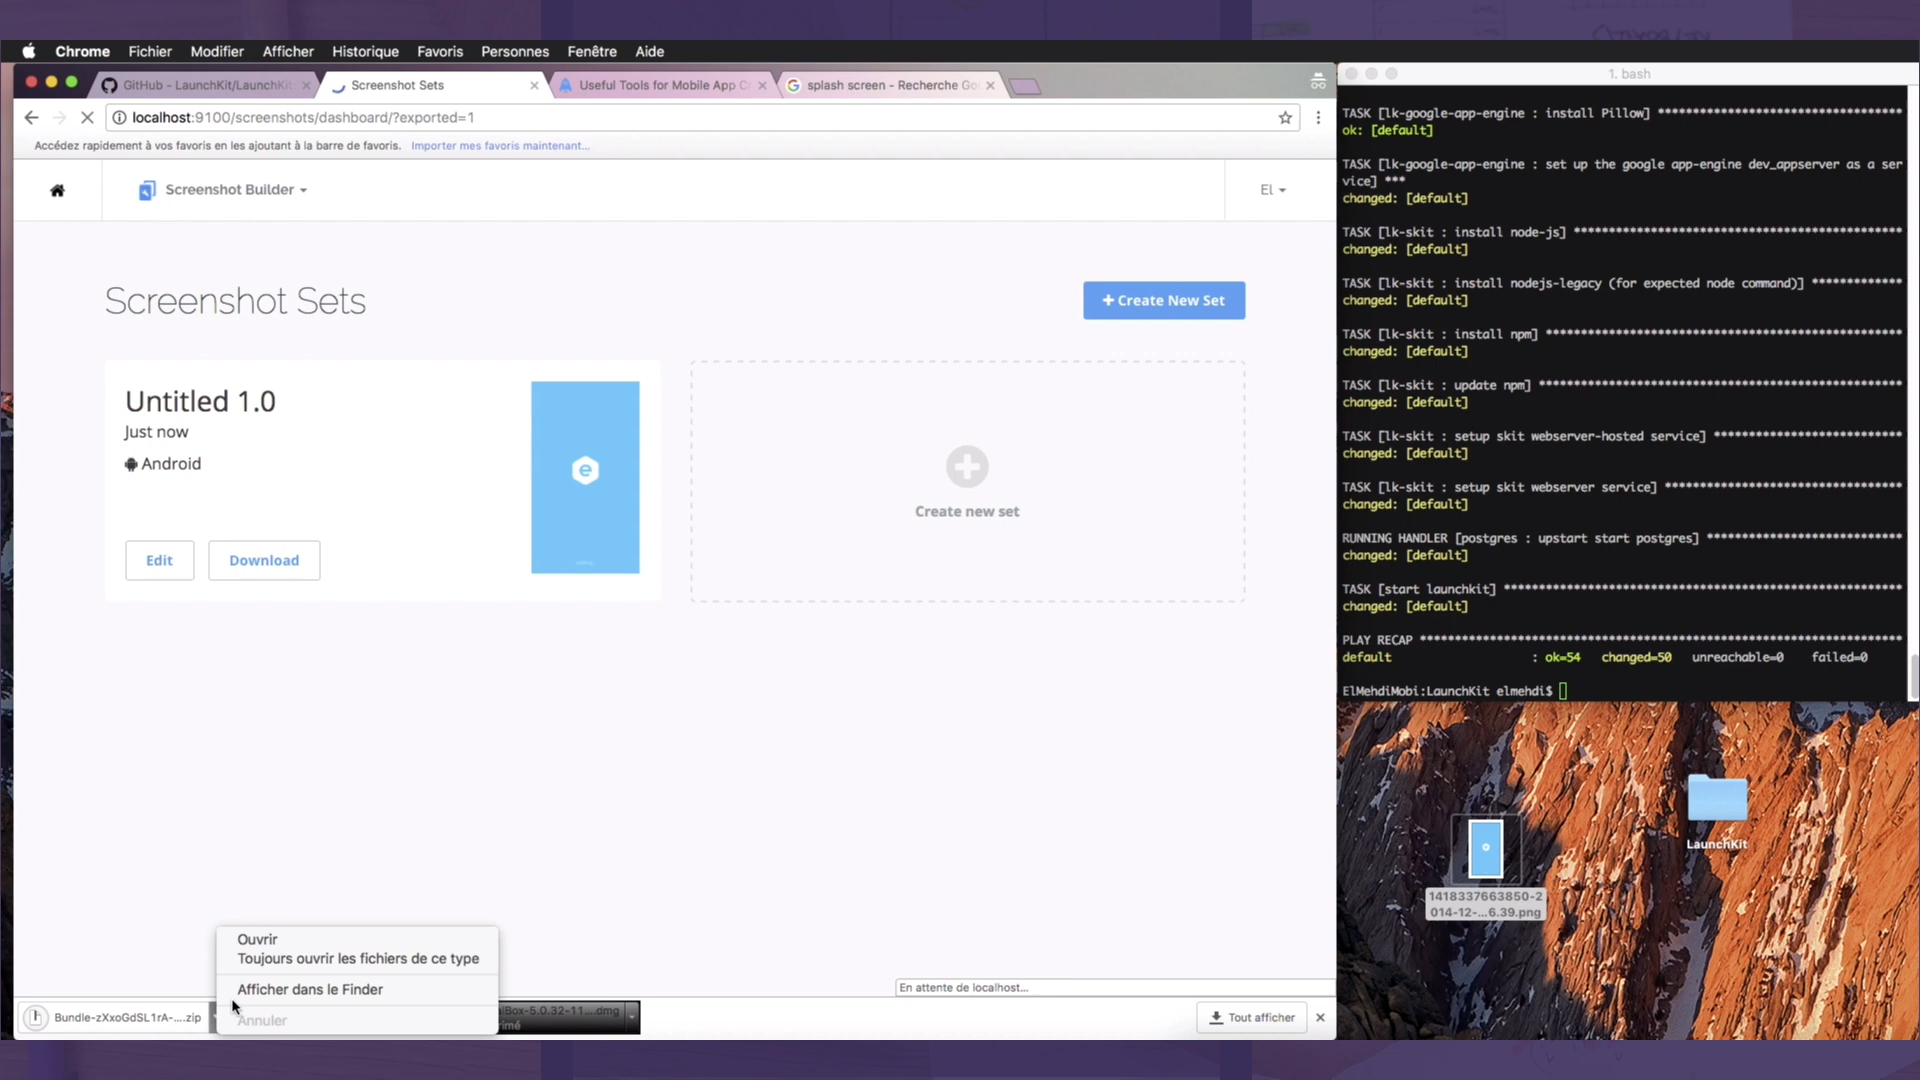 Chrome Fichier Modifier Afficher Historique Favoris Personnes Fenêtre Aide
GitHub - LaunchKit/LaunchKit:
Screenshot Sets
Useful Tools for Mobile App C
splash screen - Recherche Go
localhost:9100/screenshots/dashboard/?exported=1
Accédez rapidement à vos favoris en les ajoutant à la barre de favoris. Importer mes favoris maintenant...
Screenshot Builder
El
Screenshot Sets
+ Create New Set
Untitled 1.0
Just now
Android
Edit
Download
Create new set
Ouvrir
Toujours ouvrir les fichiers de ce type
Afficher dans le Finder
Annuler
En attente de localhost...
Bundle-zXxoGdSL1rA-....zip
lBox-5.0.32-11....dmg
imé
Tout afficher
1. bash
TASK [lk-google-app-engine : install Pillow] *********************************
ok: [default]
TASK [lk-google-app-engine : set up the google app-engine dev_appserver as a ser
vice] ***
changed: [default]
TASK [lk-skit : install node-js] ********************************************
changed: [default]
TASK [lk-skit : install nodejs-legacy (for expected node command)] ************
changed: [default]
TASK [lk-skit : install npm] ************************************************
changed: [default]
TASK [lk-skit : update npm] *************************************************
changed: [default]
TASK [lk-skit : setup skit webserver-hosted service] *************************
changed: [default]
TASK [lk-skit : setup skit webserver service] ********************************
changed: [default]
RUNNING HANDLER [postgres : upstart start postgres] **************************
changed: [default]
TASK [start launchkit] *****************************************************
changed: [default]
PLAY RECAP ****************************************************************
default : ok=54 changed=50 unreachable=0 failed=0
ElMehdiMobi:LaunchKit elmehdi$
LaunchKit
1418337663850-2
014-12-...6.39.png